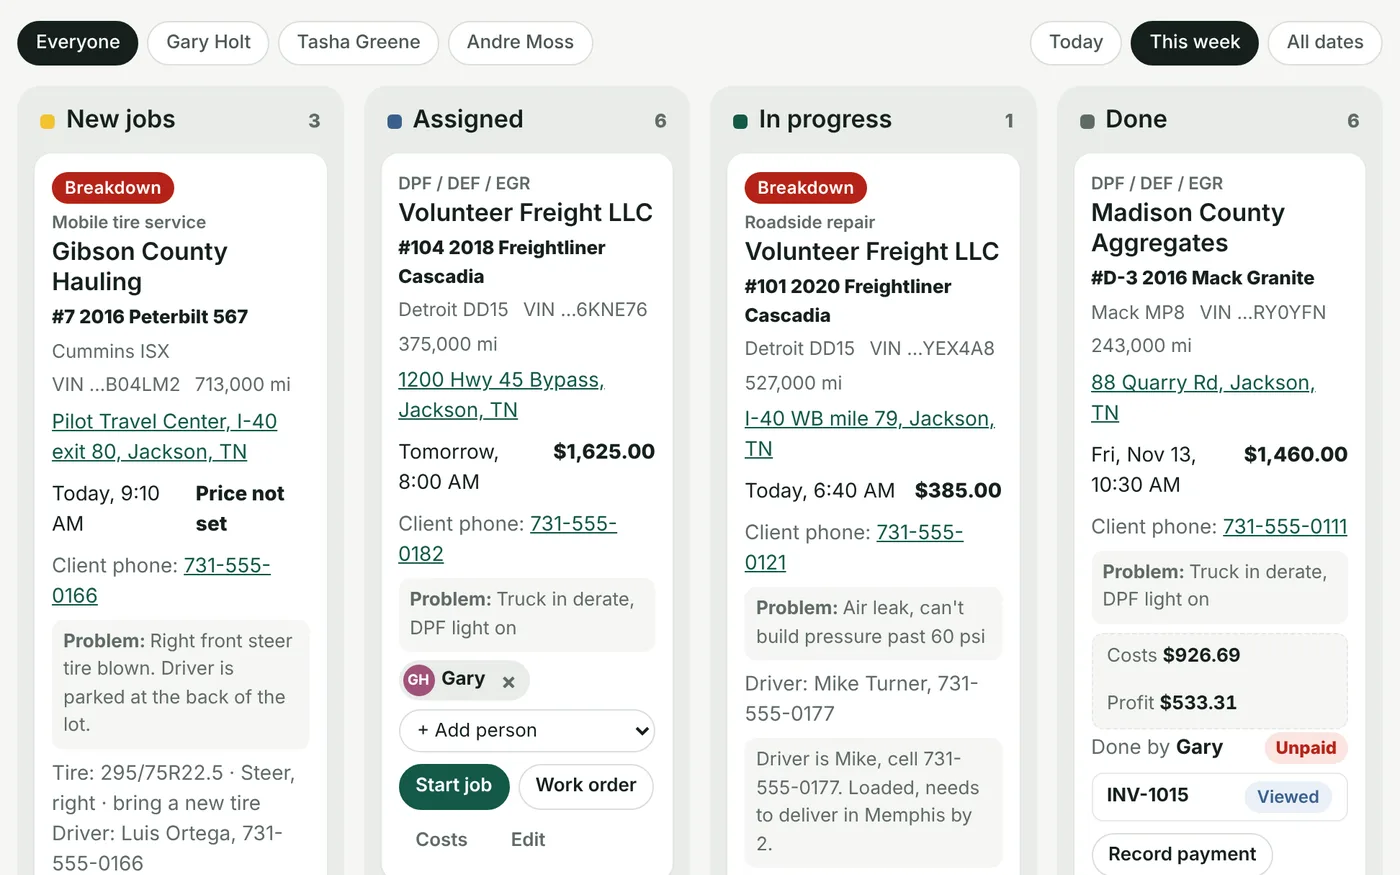 Everyone
Gary Holt
Tasha Greene
Andre Moss
Today
This week
All dates
New jobs
3
Breakdown
Mobile tire service
Gibson County
Hauling
#7 2016 Peterbilt 567
Cummins ISX
VIN ...B04LM2 713,000 mi
Pilot Travel Center, I-40
exit 80, Jackson, TN
Today, 9:10
AM
Price not
set
Client phone: 731-555-
0166
Problem: Right front steer
tire blown. Driver is
parked at the back of the
lot.
Tire: 295/75R22.5 · Steer,
right · bring a new tire
Driver: Luis Ortega, 731-
555-0166
Assigned
6
DPF / DEF / EGR
Volunteer Freight LLC
#104 2018 Freightliner
Cascadia
Detroit DD15 VIN ...6KNE76
375,000 mi
1200 Hwy 45 Bypass,
Jackson, TN
Tomorrow,
8:00 AM
$1,625.00
Client phone: 731-555-
0182
Problem: Truck in derate,
DPF light on
GH Gary ×
+ Add person
Start job
Work order
Costs
Edit
In progress
1
Breakdown
Roadside repair
Volunteer Freight LLC
#101 2020 Freightliner
Cascadia
Detroit DD15 VIN ...YEX4A8
527,000 mi
I-40 WB mile 79, Jackson,
TN
Today, 6:40 AM $385.00
Client phone: 731-555-
0121
Problem: Air leak, can't
build pressure past 60 psi
Driver: Mike Turner, 731-
555-0177
Driver is Mike, cell 731-
555-0177. Loaded, needs
to deliver in Memphis by
2.
Done
6
DPF / DEF / EGR
Madison County
Aggregates
#D-3 2016 Mack Granite
Mack MP8 VIN ...RY0YFN
243,000 mi
88 Quarry Rd, Jackson,
TN
Fri, Nov 13,
10:30 AM
$1,460.00
Client phone: 731-555-0111
Problem: Truck in derate,
DPF light on
Costs $926.69
Profit $533.31
Done by Gary
Unpaid
INV-1015
Viewed
Record payment